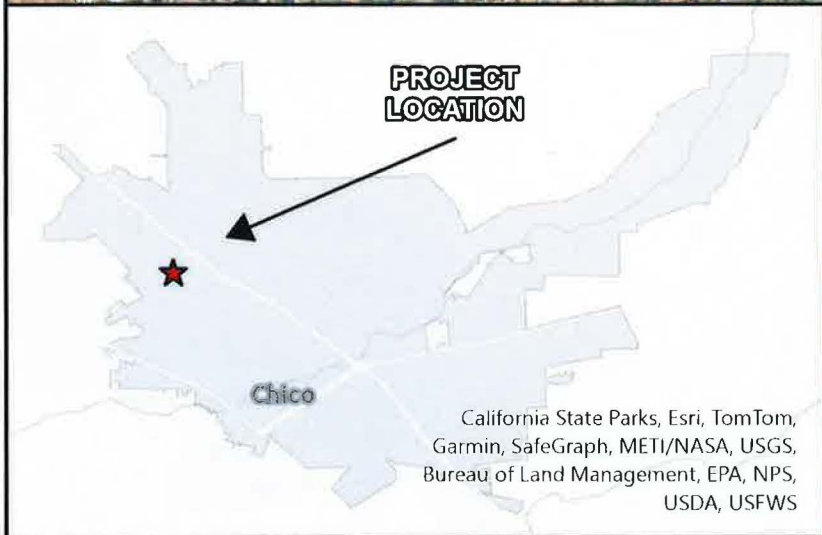 PROJECT
LOCATION
Chico
California State Parks, Esri, TomTom,
Garmin, SafeGraph, METI/NASA, USGS,
Bureau of Land Management, EPA, NPS,
USDA, USFWS